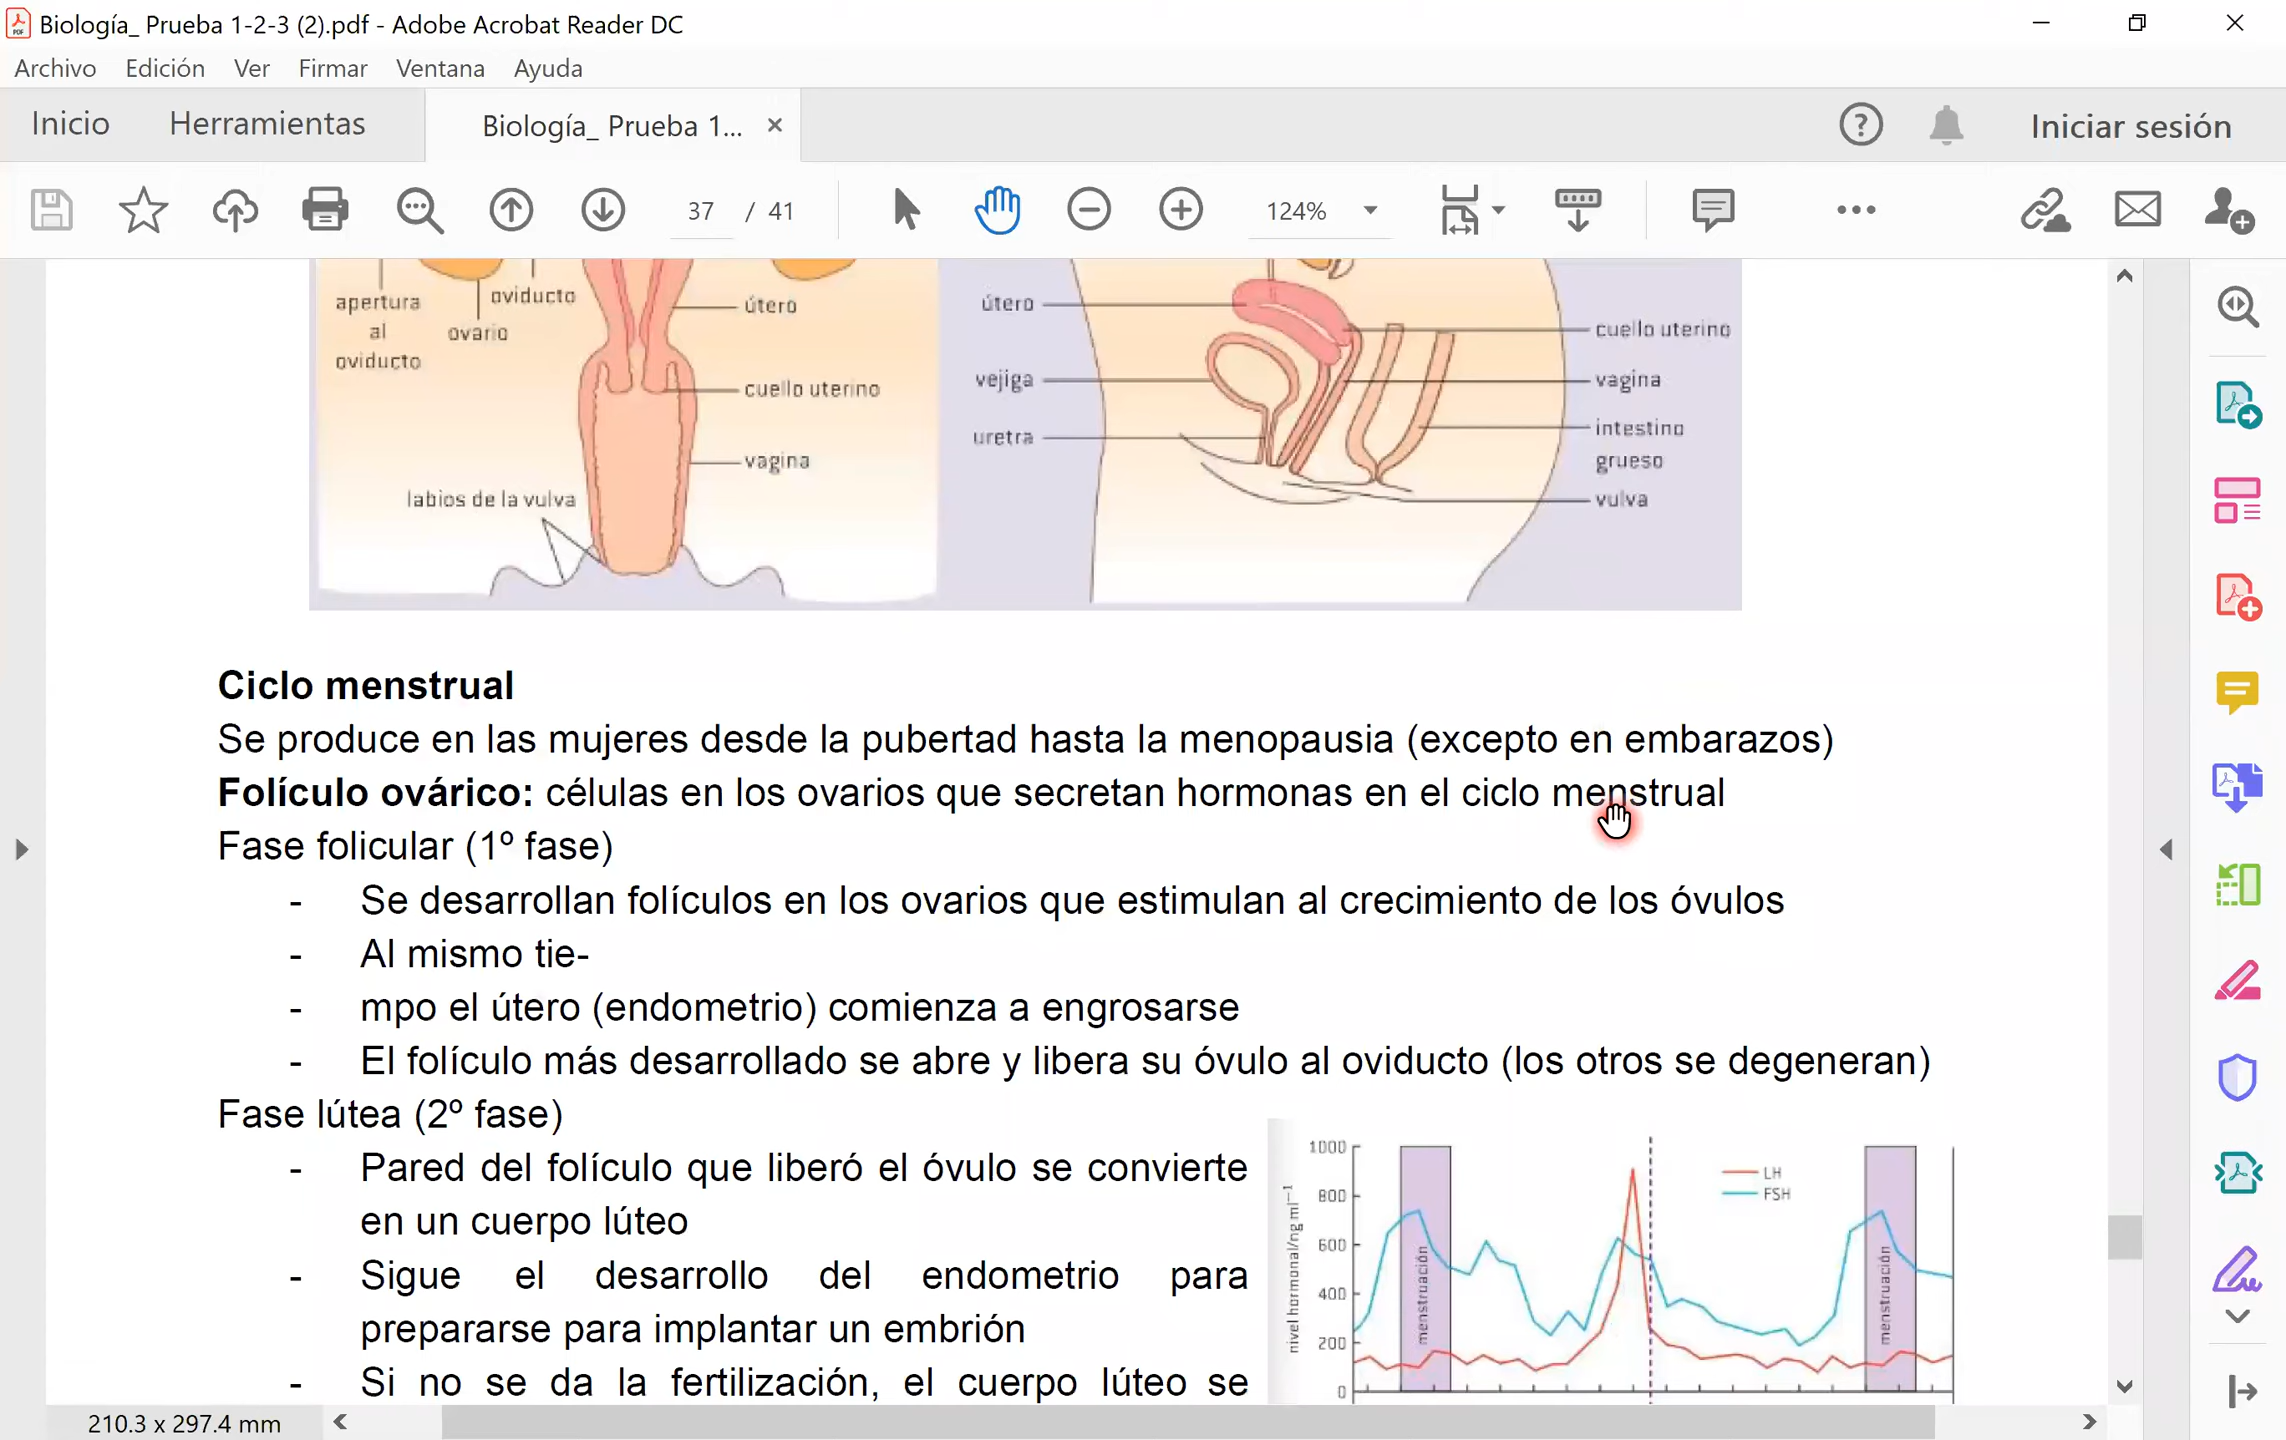 Biología_ Prueba 1-2-3 (2).pdf - Adobe Acrobat Reader DC
Archivo Edición Ver Firmar Ventana Ayuda
Inicio Herramientas Biología_ Prueba 1... Iniciar sesión
37 / 41 124%
apertura al oviducto
oviducto
ovario
útero
cuello uterino
vagina
labios de la vulva
útero
vejiga
uretra
cuello uterino
vagina
intestino grueso
vulva
Ciclo menstrual
Se produce en las mujeres desde la pubertad hasta la menopausia (excepto en embarazos)
Folículo ovárico: células en los ovarios que secretan hormonas en el ciclo menstrual
Fase folicular (1º fase)
- Se desarrollan folículos en los ovarios que estimulan al crecimiento de los óvulos
- Al mismo tie-
- mpo el útero (endometrio) comienza a engrosarse
- El folículo más desarrollado se abre y libera su óvulo al oviducto (los otros se degeneran)
Fase lútea (2º fase)
- Pared del folículo que liberó el óvulo se convierte
en un cuerpo lúteo
- Sigue el desarrollo del endometrio para
prepararse para implantar un embrión
- Si no se da la fertilización, el cuerpo lúteo se
nivel hormonal/ng ml⁻¹
1000
800
600
400
200
0
menstruación
LH
FSH
menstruación
210.3 x 297.4 mm